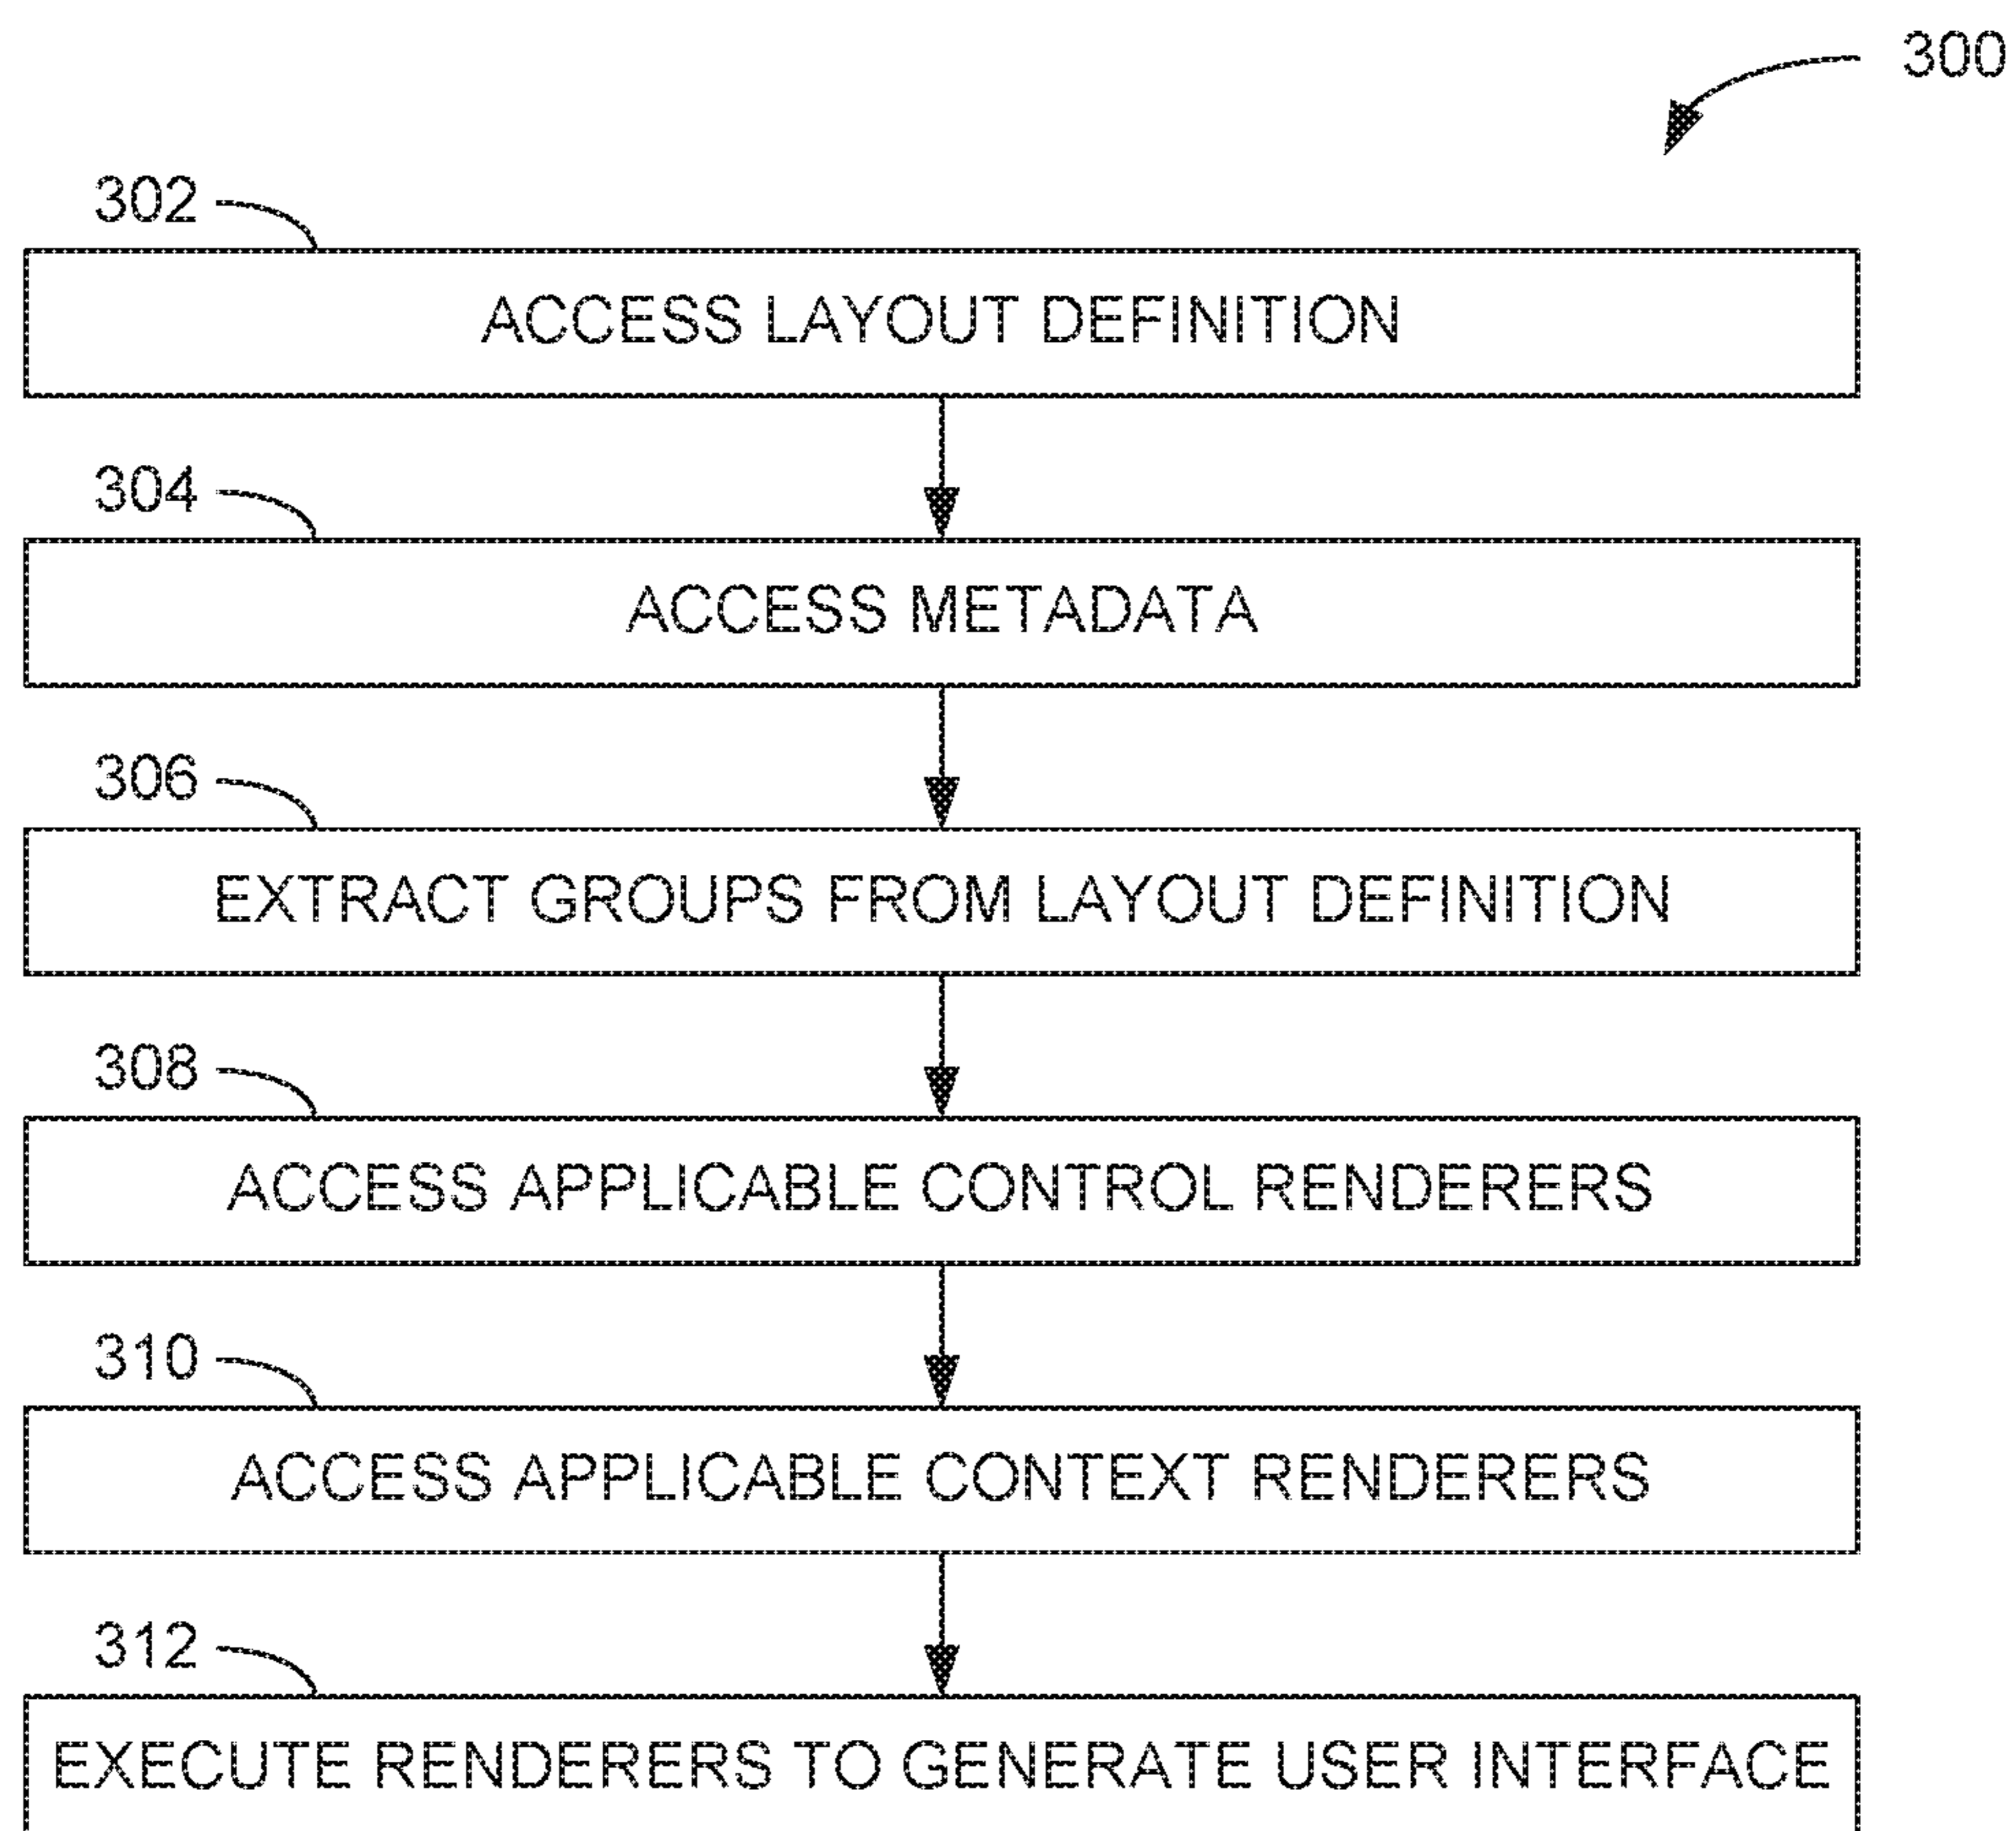 300
302
ACCESS LAYOUT DEFINITION
304
ACCESS METADATA
306
EXTRACT GROUPS FROM LAYOUT DEFINITION
308
ACCESS APPLICABLE CONTROL RENDERERS
310
ACCESS APPLICABLE CONTEXT RENDERERS
312
EXECUTE RENDERERS TO GENERATE USER INTERFACE